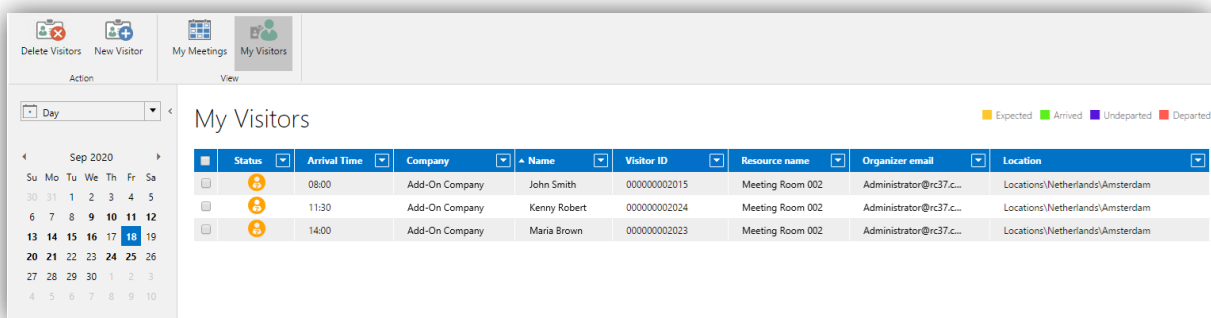 Delete Visitors New Visitor My Meetings My Visitors
Action View
Day
My Visitors
Expected Arrived Undeparted Departed
Sep 2020
Su Mo Tu We Th Fr Sa
30 31 1 2 3 4 5
6 7 8 9 10 11 12
13 14 15 16 17 18 19
20 21 22 23 24 25 26
27 28 29 30 1 2 3
4 5 6 7 8 9 10
Status Arrival Time Company Name Visitor ID Resource name Organizer email Location
08:00 Add-On Company John Smith 000000002015 Meeting Room 002 Administrator@rc37.c... Locations\Netherlands\Amsterdam
11:30 Add-On Company Kenny Robert 000000002024 Meeting Room 002 Administrator@rc37.c... Locations\Netherlands\Amsterdam
14:00 Add-On Company Maria Brown 000000002023 Meeting Room 002 Administrator@rc37.c... Locations\Netherlands\Amsterdam